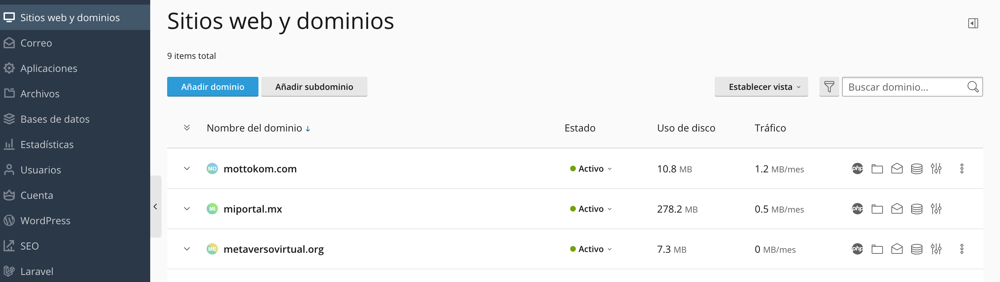 Sitios web y dominios
Correo
Aplicaciones
Archivos
Bases de datos
Estadísticas
Usuarios
Cuenta
WordPress
SEO
Laravel
Sitios web y dominios
9 items total
Añadir dominio Añadir subdominio Establecer vista Buscar dominio...
Nombre del dominio Estado Uso de disco Tráfico
MO mottokom.com Activo 10.8 MB 1.2 MB/mes php
MI miportal.mx Activo 278.2 MB 0.5 MB/mes php
ME metaversovirtual.org Activo 7.3 MB 0 MB/mes php